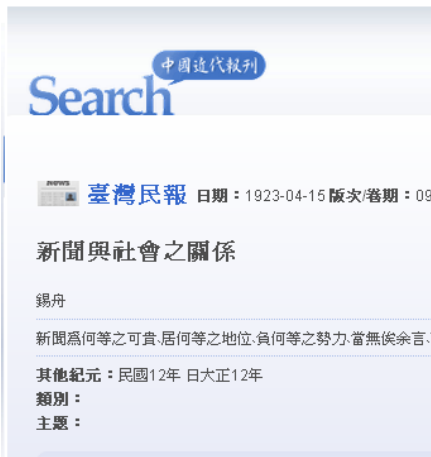 中國近代報刊
Search
News
臺灣民報 日期：1923-04-15 版次/卷期：09
新聞與社會之關係
錫舟
新聞爲何等之可貴、居何等之地位、負何等之勢力、當無俟余言、
其他紀元：民國12年 日大正12年
類別：
主題：